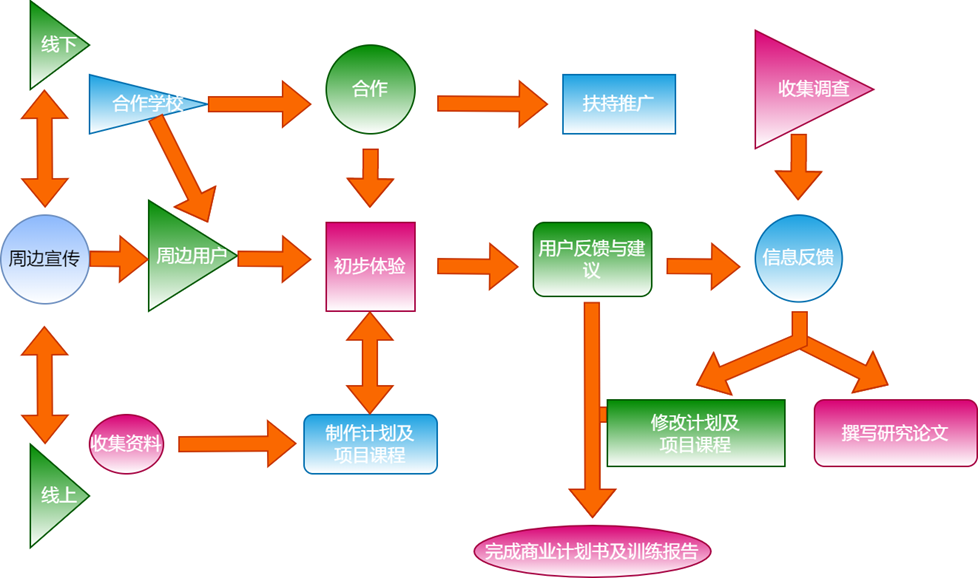 线下
合作学校
合作
扶持推广
收集调查
周边宣传
周边用户
初步体验
用户反馈与建
议
信息反馈
线上
收集资料
制作计划及
项目课程
修改计划及
项目课程
撰写研究论文
完成商业计划书及训练报告